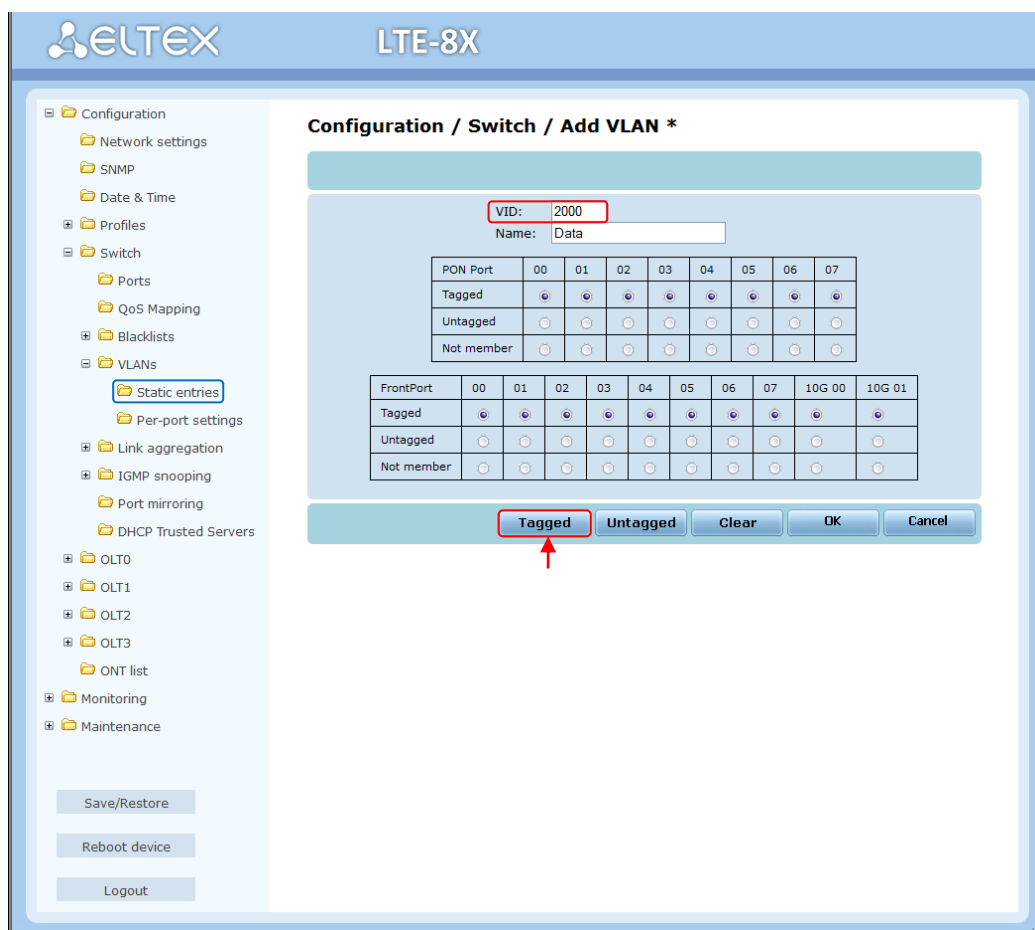 ELTEX LTE-8X
Configuration
Network settings
SNMP
Date & Time
Profiles
Switch
Ports
QoS Mapping
Blacklists
VLANs
Static entries
Per-port settings
Link aggregation
IGMP snooping
Port mirroring
DHCP Trusted Servers
OLT0
OLT1
OLT2
OLT3
ONT list
Monitoring
Maintenance
Save/Restore
Reboot device
Logout
Configuration / Switch / Add VLAN *
VID: 2000
Name: Data
PON Port 00 01 02 03 04 05 06 07
Tagged
Untagged
Not member
FrontPort 00 01 02 03 04 05 06 07 10G 00 10G 01
Tagged
Untagged
Not member
Tagged Untagged Clear OK Cancel